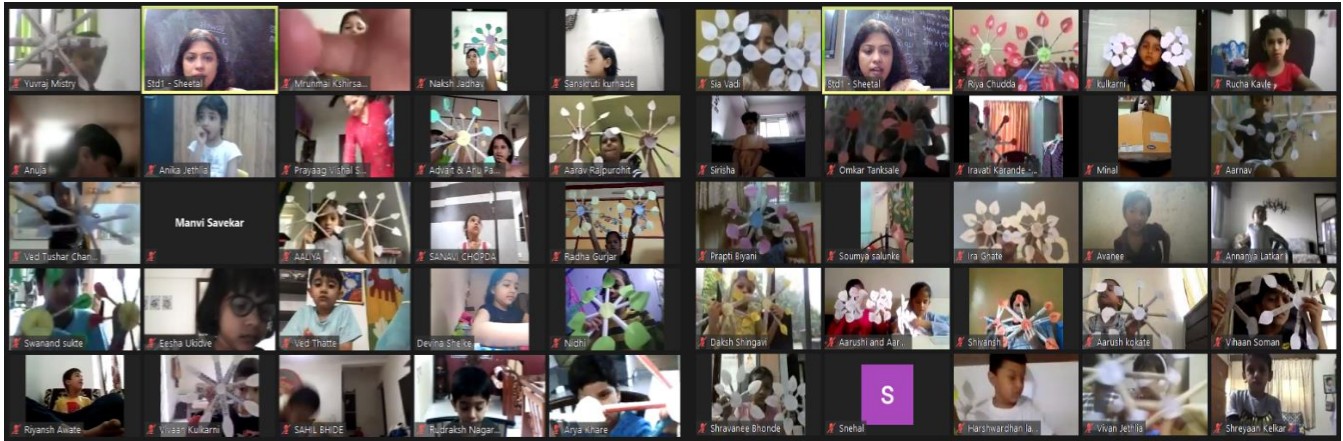 Yuvraj Mistry
Std1 - Sheetal
Mrunmai Kshirsa...
Naksh Jadhav
Sanskruti kurhade
Anuja
Anika Jethlia
Prayaag Vishal S...
Advait & Anu Pa...
Aarav Rajpurohit
Ved Tushar Chan...
Manvi Savekar
AALIYA
SANAVI CHOPDA
Radha Gurjar
Swanand sukte
Eesha Ukidve
Ved Thatte
Devina Shelke
Nidhi
Riyansh Awate
Vivaan Kulkarni
SAHIL BHIDE
Rudraksh Nagar...
Arya Khare
Sia Vadi
Std1 - Sheetal
Riya Chudda
kulkarni
Rucha Kavle
Sirisha
Omkar Tanksale
Iravati Karande -...
Minal
Aarnav
Prapti Biyani
Soumya salunke
Ira Ghate
Avanee
Annanya Latkar
Daksh Shingavi
Aarushi and Aar...
Shivansh
Aarush kokate
Vihaan Soman
Shravanee Bhonde
S
Snehal
Harshwardhan la...
Vivan Jethlia
Shreyaan Kelkar